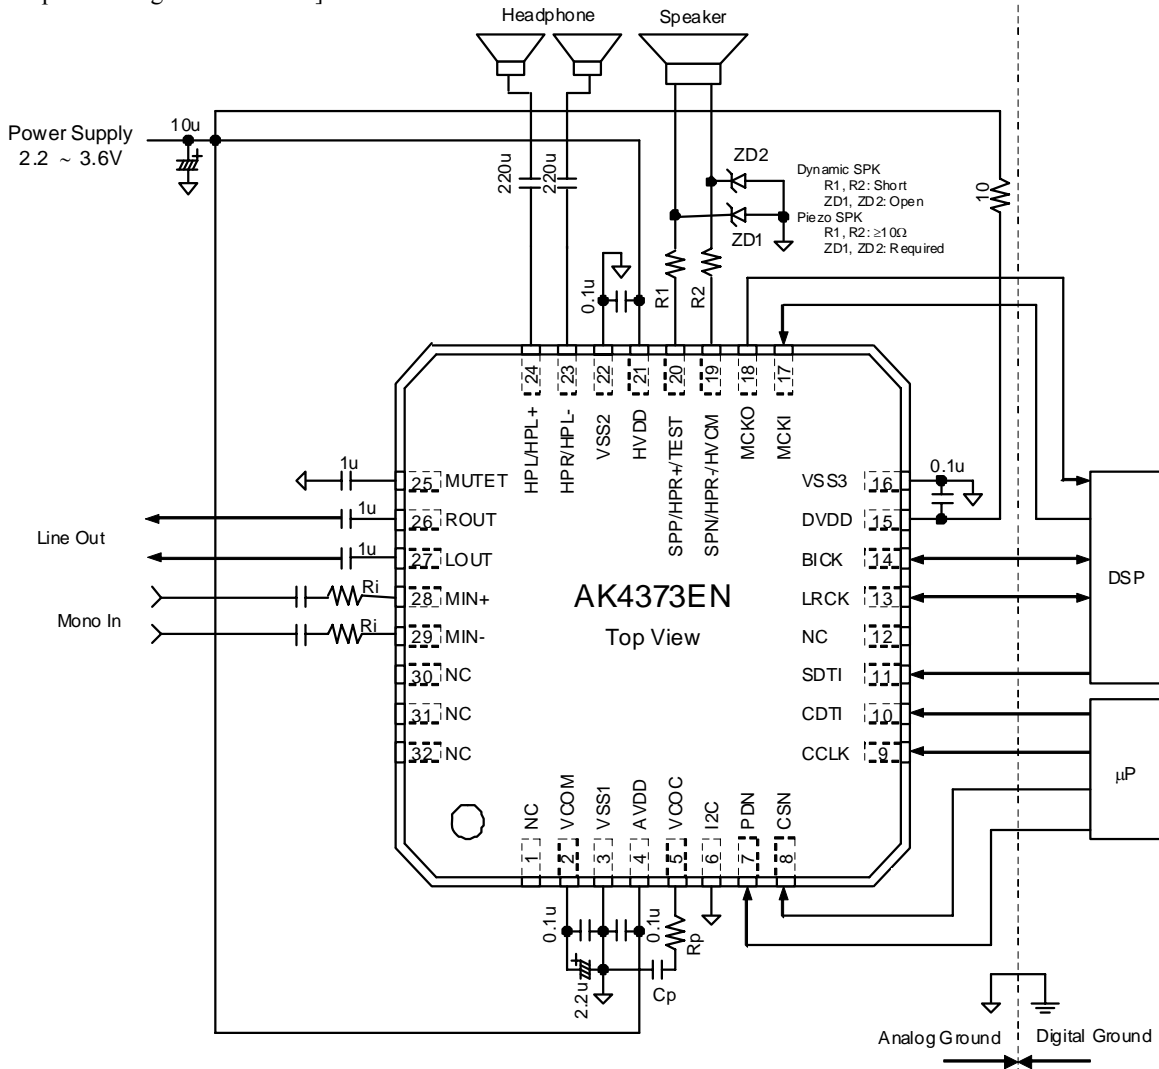 Headphone
Speaker
Power Supply
2.2 ~ 3.6V
10u
220u
220u
ZD2
ZD1
Dynamic SPK
R1, R2: Short
ZD1, ZD2: Open
Piezo SPK
R1, R2: ≥10Ω
ZD1, ZD2: Required
10
0.1u
R1
R2
24
23
22
21
20
19
18
17
HPL/HPL+
HPR/HPL-
VSS2
HVDD
SPP/HPR+/TEST
SPN/HPR-/HVCM
MCKO
MCKI
1u
25 MUTET
1u
26 ROUT
Line Out
1u
27 LOUT
Ri
28 MIN+
Mono In
Ri
29 MIN-
30 NC
31 NC
32 NC
AK4373EN
Top View
VSS3 16
0.1u
DVDD 15
BICK 14
LRCK 13
NC 12
SDTI 11
CDTI 10
CCLK 9
DSP
μP
NC
VCOM
VSS1
AVDD
VCOC
I2C
PDN
CSN
1
2
3
4
5
6
7
8
0.1u
0.1u
Rp
+
2.2u
Cp
Analog Ground
Digital Ground